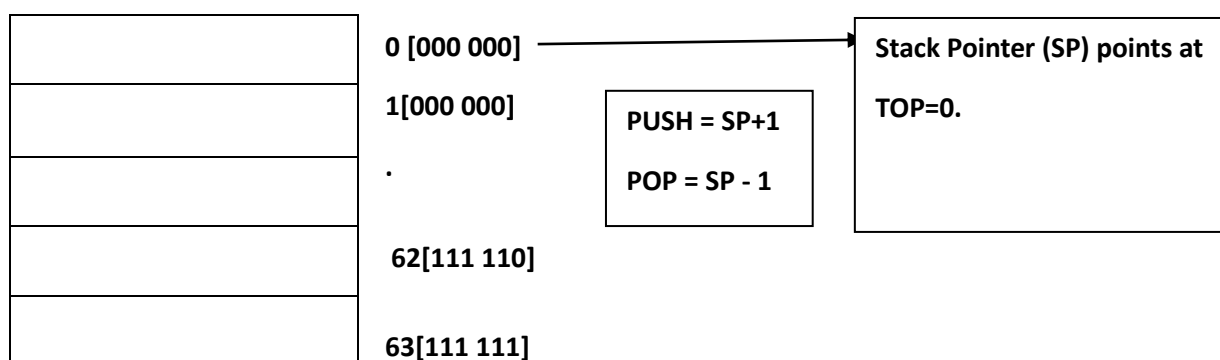 0 [000 000]
1[000 000]
.
62[111 110]
63[111 111]
PUSH = SP+1
POP = SP - 1
Stack Pointer (SP) points at
TOP=0.